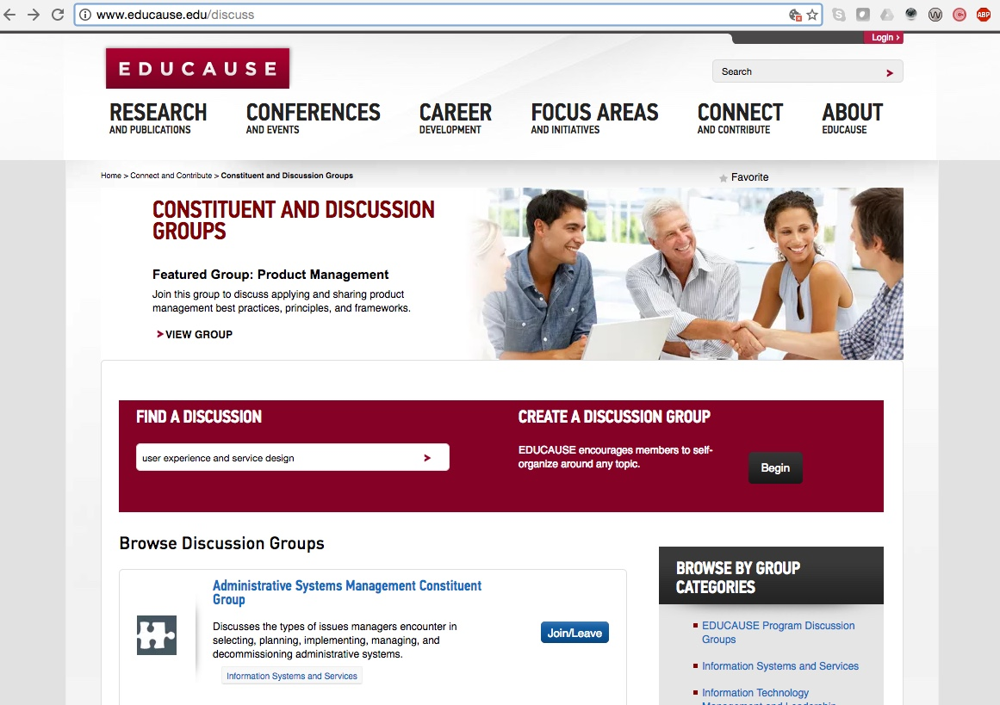 www.educause.edu/discuss
ABP
Login ›
EDUCAUSE
Search
RESEARCH
AND PUBLICATIONS
CONFERENCES
AND EVENTS
CAREER
DEVELOPMENT
FOCUS AREAS
AND INITIATIVES
CONNECT
AND CONTRIBUTE
ABOUT
EDUCAUSE
Home > Connect and Contribute > Constituent and Discussion Groups
Favorite
CONSTITUENT AND DISCUSSION
GROUPS
Featured Group: Product Management
Join this group to discuss applying and sharing product
management best practices, principles, and frameworks.
VIEW GROUP
FIND A DISCUSSION
user experience and service design
CREATE A DISCUSSION GROUP
EDUCAUSE encourages members to self-
organize around any topic.
Begin
Browse Discussion Groups
Administrative Systems Management Constituent
Group
Discusses the types of issues managers encounter in
selecting, planning, implementing, managing, and
decommissioning administrative systems.
Information Systems and Services
Join/Leave
BROWSE BY GROUP
CATEGORIES
EDUCAUSE Program Discussion
Groups
Information Systems and Services
Information Technology
Management and Leadership